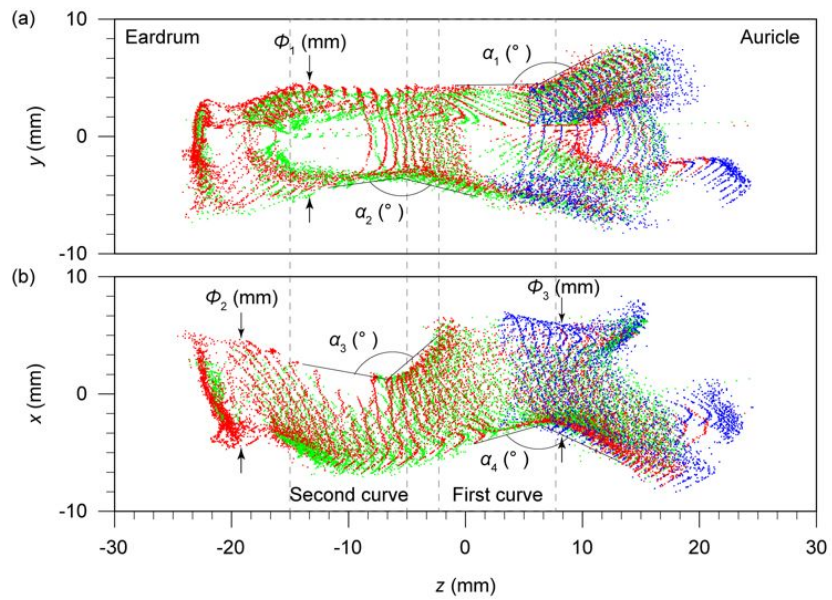 (a)
10
Eardrum
Φ1 (mm)
α1 (°)
Auricle
y (mm)
0
α2 (°)
-10
(b)
10
Φ2 (mm)
Φ3 (mm)
α3 (°)
x (mm)
0
α4 (°)
Second curve
First curve
-10
-30
-20
-10
0
10
20
30
z (mm)